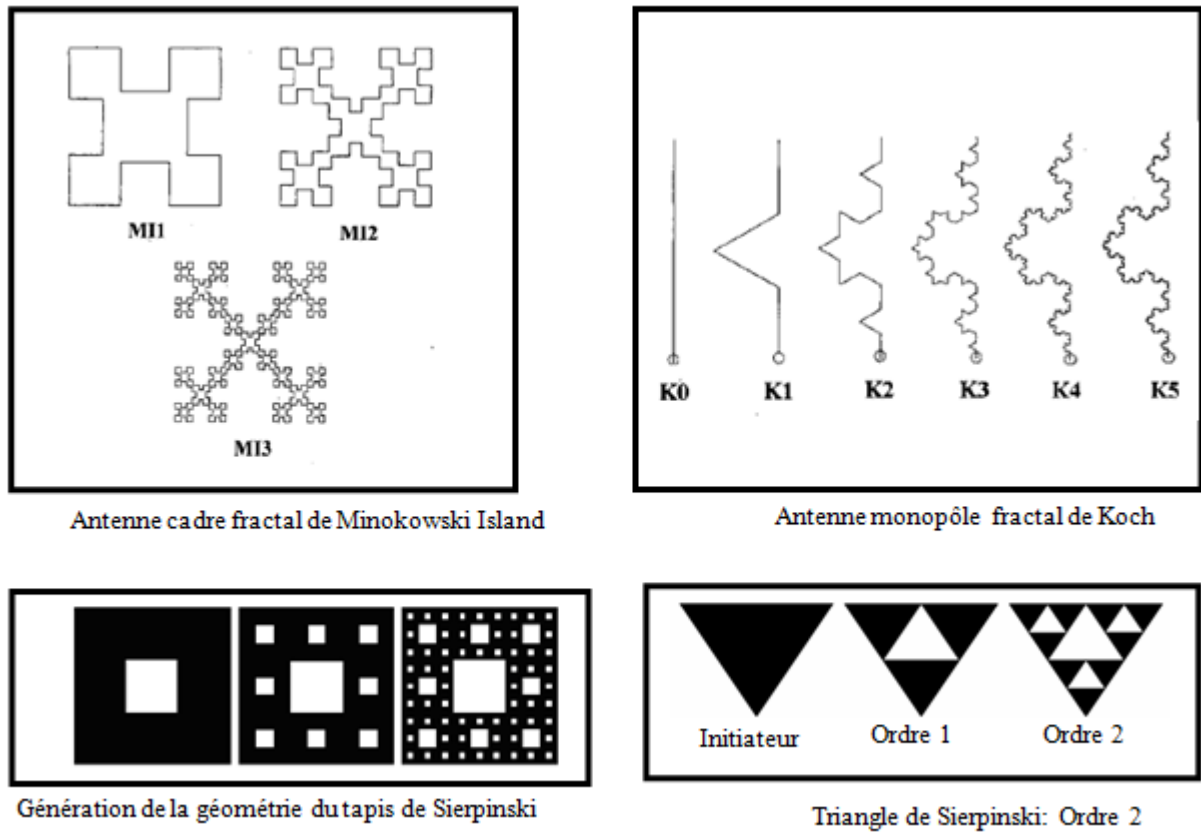 MI1
MI2
MI3
Antenne cadre fractal de Minokowski Island
K0 K1 K2 K3 K4 K5
Antenne monopôle fractal de Koch
Génération de la géométrie du tapis de Sierpinski
Initiateur
Ordre 1
Ordre 2
Triangle de Sierpinski: Ordre 2